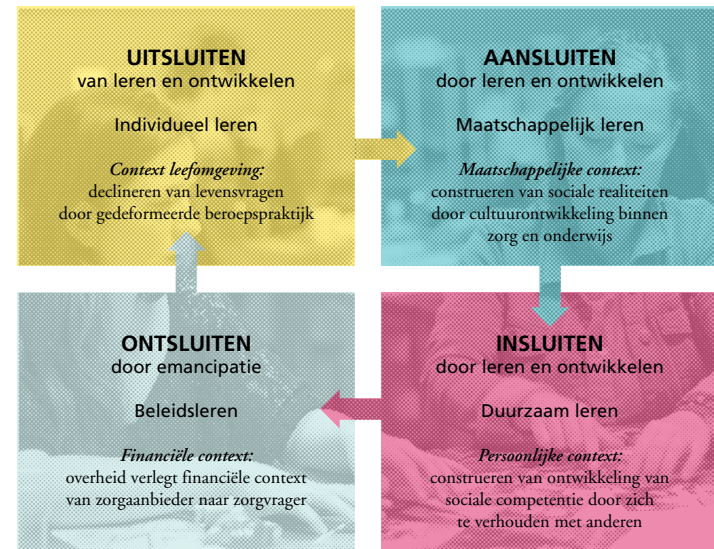 UITSLUITEN
van leren en ontwikkelen
Individueel leren
Context leefomgeving:
declineren van levensvragen
door gedeformeerde beroepspraktijk
AANSLUITEN
door leren en ontwikkelen
Maatschappelijk leren
Maatschappelijke context:
construeren van sociale realiteiten
door cultuurontwikkeling binnen
zorg en onderwijs
ONTSLUITEN
door emancipatie
Beleidsleren
Financiële context:
overheid verlegt financiële context
van zorgaanbieder naar zorgvrager
INSLUITEN
door leren en ontwikkelen
Duurzaam leren
Persoonlijke context:
construeren van ontwikkeling van
sociale competentie door zich
te verhouden met anderen